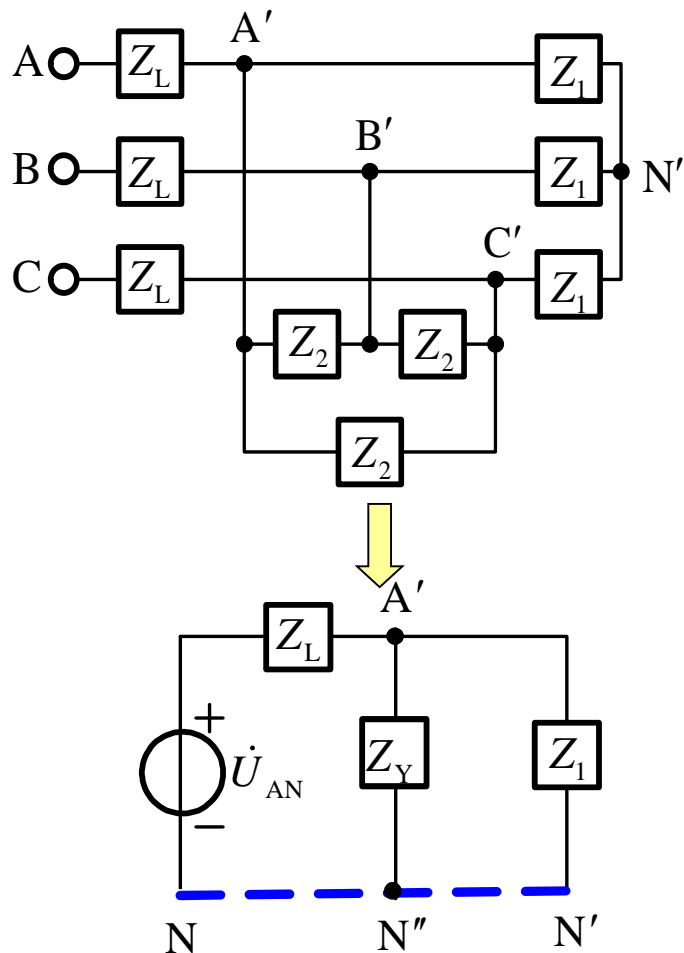 A′
A Z_L Z_1
B′
B Z_L Z_1 N′
C′
C Z_L Z_1
Z_2 Z_2
Z_2
A′
Z_L
+
U̇_AN Z_Y Z_1
−
N N″ N′